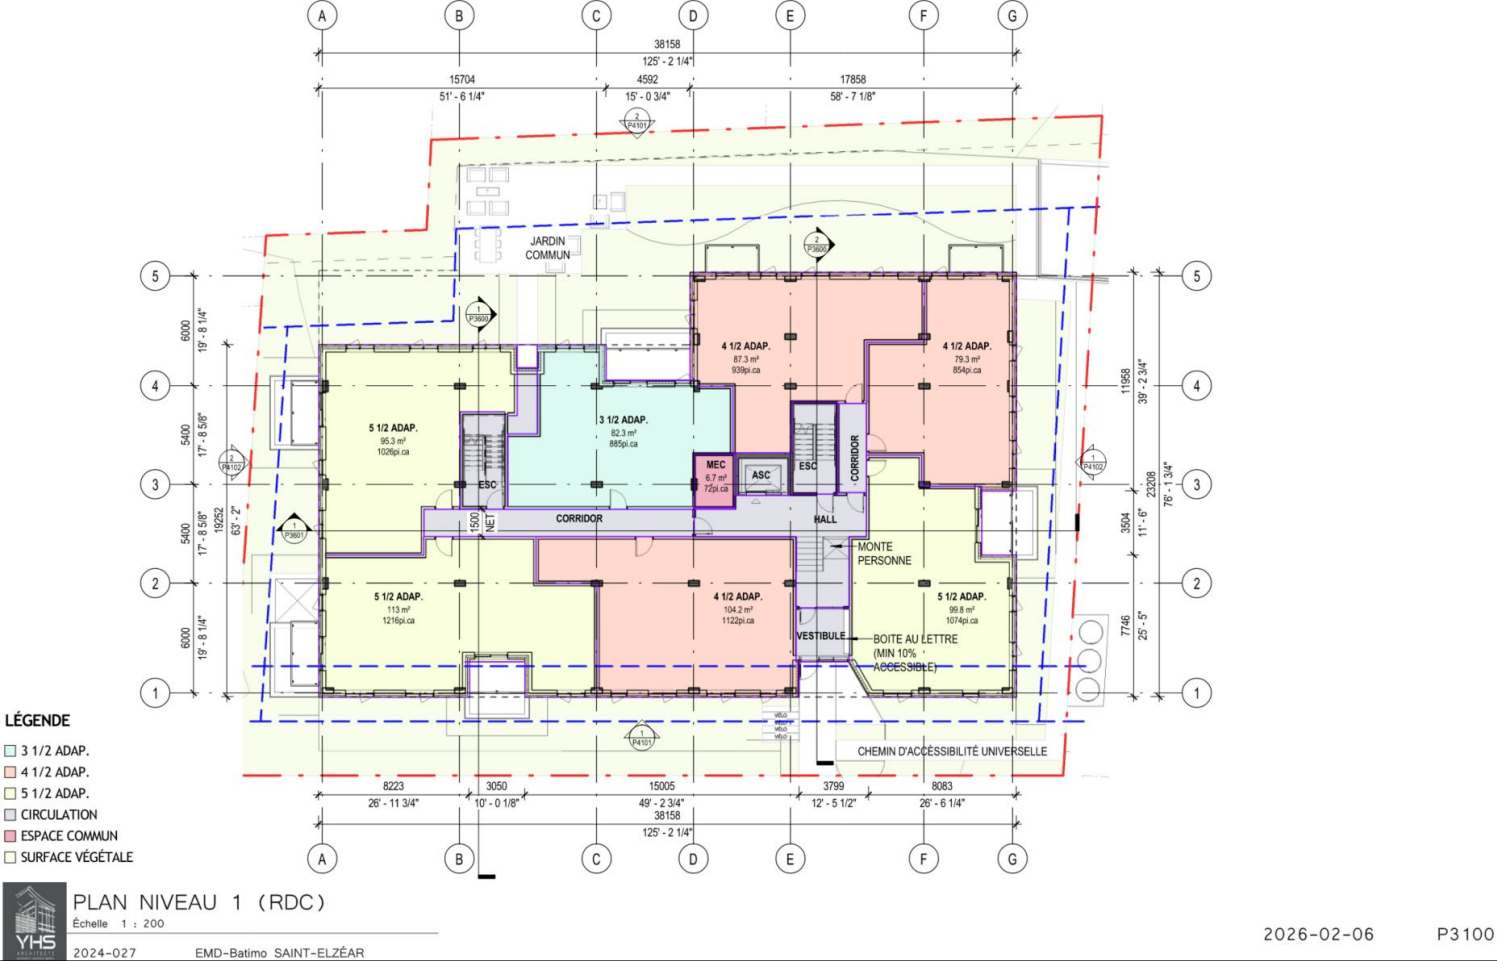 A B C D E F G
38158
125' - 2 1/4"
15704 4592 17858
51' - 6 1/4" 15' - 0 3/4" 58' - 7 1/8"
2
P4101
JARDIN
COMMUN
2
P3600
5 5
1
P3600
6000
19' - 8 1/4"
11958
39' - 2 3/4"
4 1/2 ADAP.
87.3 m²
939pi.ca
4 1/2 ADAP.
79.3 m²
854pi.ca
4 4
5 1/2 ADAP.
95.3 m²
1026pi.ca
3 1/2 ADAP.
82.3 m²
885pi.ca
5400
17' - 8 5/8"
2
P4102
1
P4102
CORRIDOR
MEC
6.7 m²
72pi.ca
ASC
ESC
ESC
3 3
23208
76' - 1 3/4"
19252
63' - 2"
5400
17' - 8 5/8"
3504
11' - 6"
1
P3601
1500
NET
CORRIDOR
HALL
MONTE
PERSONNE
2 2
5 1/2 ADAP.
113 m²
1216pi.ca
4 1/2 ADAP.
104.2 m²
1122pi.ca
5 1/2 ADAP.
99.8 m²
1074pi.ca
6000
19' - 8 1/4"
7746
25' - 5"
VESTIBULE
BOITE AU LETTRE
(MIN 10%
ACCESSIBLE)
1 1
VÉLO
VÉLO
VÉLO
VÉLO
1
P4101
CHEMIN D'ACCÈSSIBILITÉ UNIVERSELLE
8223 3050 15005 3799 8083
26' - 11 3/4" 10' - 0 1/8" 49' - 2 3/4" 12' - 5 1/2" 26' - 6 1/4"
38158
125' - 2 1/4"
A B C D E F G
LÉGENDE
3 1/2 ADAP.
4 1/2 ADAP.
5 1/2 ADAP.
CIRCULATION
ESPACE COMMUN
SURFACE VÉGÉTALE
YHS
ARCHITECTE
PLAN NIVEAU 1 (RDC)
Échelle 1 : 200
2024-027 EMD-Batimo SAINT-ELZÉAR
2026-02-06 P3100